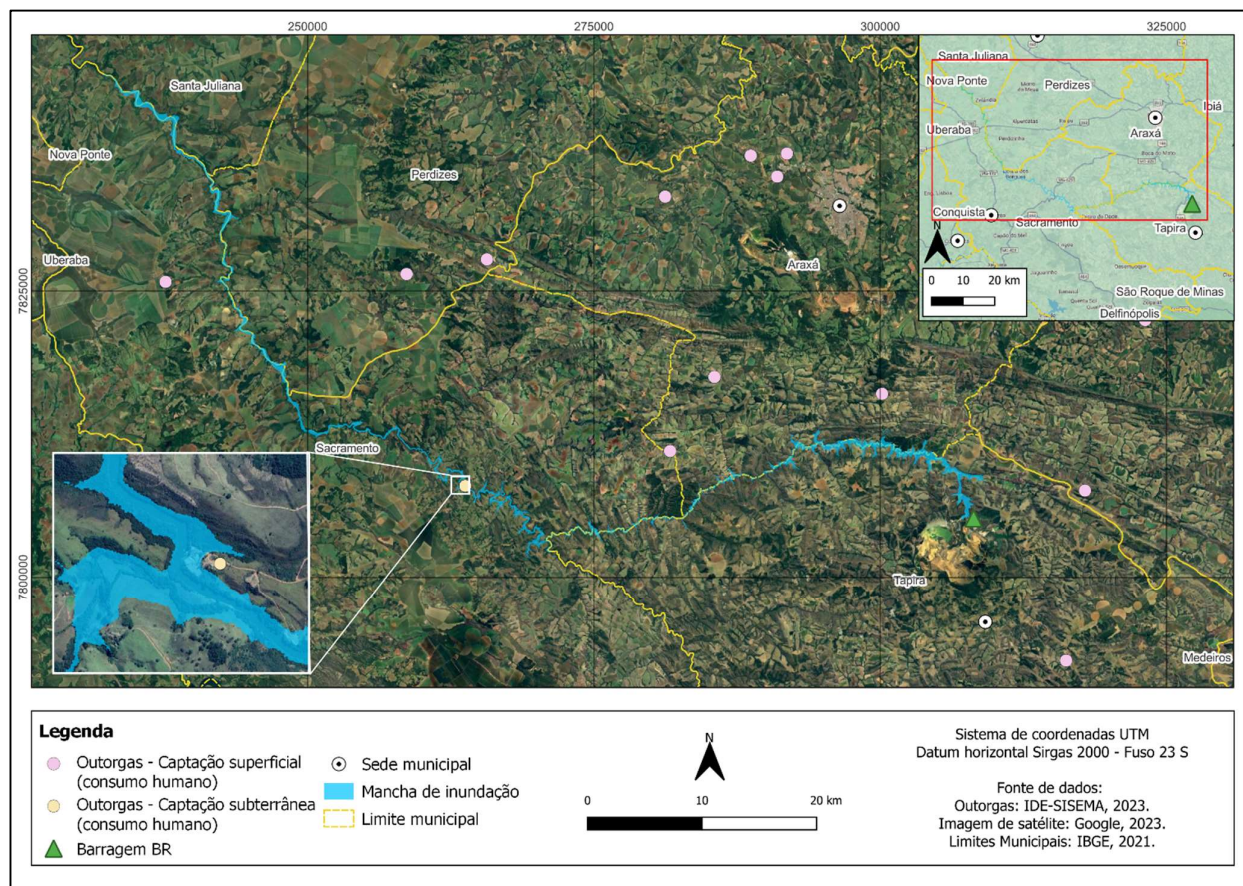 250000
275000
300000
325000
Santa Juliana
Nova Ponte
Perdizes
Uberaba
Araxá
7825000
Sacramento
7800000
Tapira
Medeiros
Santa Juliana
Nova Ponte
Perdizes
Ibiá
Uberaba
Araxá
Conquista
Sacramento
Tapira
N
0 10 20 km
São Roque de Minas
Delfinópolis
Legenda
Outorgas - Captação superficial
(consumo humano)
Outorgas - Captação subterrânea
(consumo humano)
Barragem BR
Sede municipal
Mancha de inundação
Limite municipal
N
0 10 20 km
Sistema de coordenadas UTM
Datum horizontal Sirgas 2000 - Fuso 23 S
Fonte de dados:
Outorgas: IDE-SISEMA, 2023.
Imagem de satélite: Google, 2023.
Limites Municipais: IBGE, 2021.